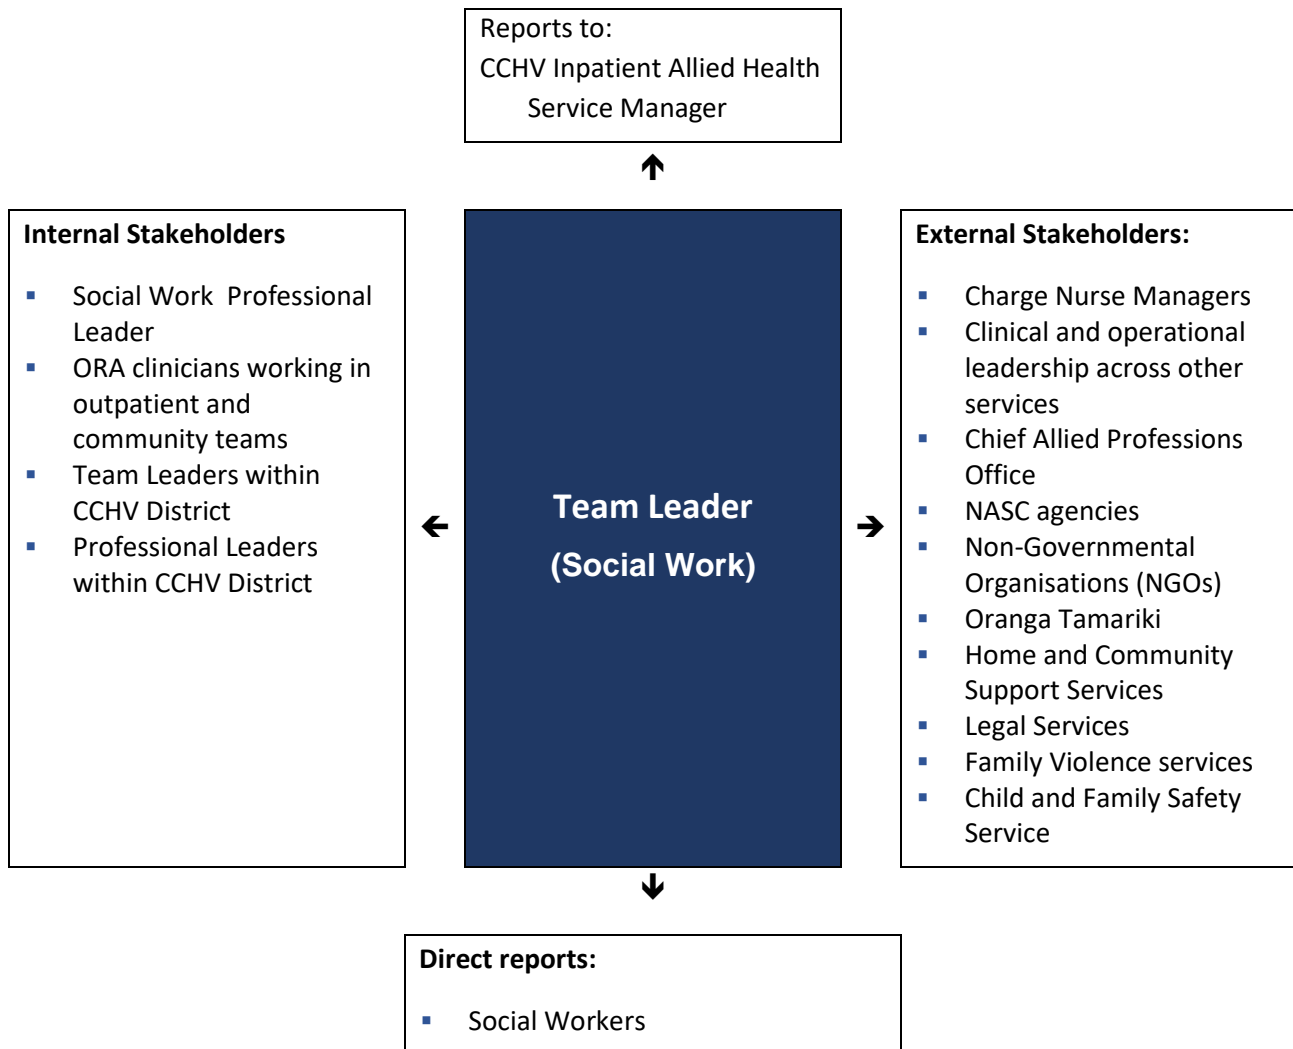 Reports to:
CCHV Inpatient Allied Health
Service Manager
🡩
Internal Stakeholders
▪ Social Work  Professional
Leader
▪ ORA clinicians working in
outpatient and
community teams
▪ Team Leaders within
CCHV District
▪ Professional Leaders
within CCHV District
🡨
Team Leader
(Social Work)
🡪
External Stakeholders:
▪ Charge Nurse Managers
▪ Clinical and operational
leadership across other
services
▪ Chief Allied Professions
Office
▪ NASC agencies
▪ Non-Governmental
Organisations (NGOs)
▪ Oranga Tamariki
▪ Home and Community
Support Services
▪ Legal Services
▪ Family Violence services
▪ Child and Family Safety
Service
🡫
Direct reports:
▪ Social Workers